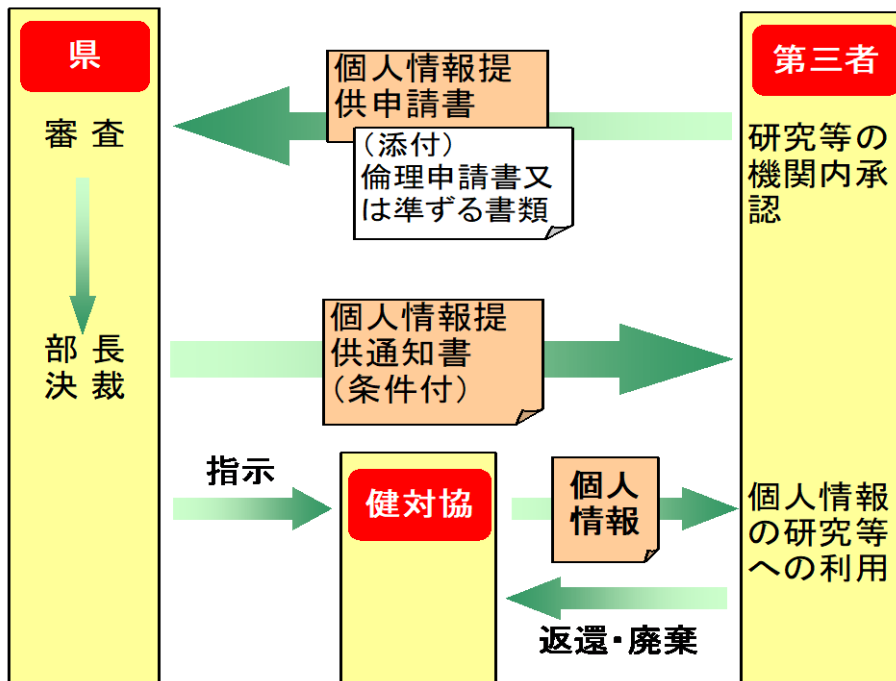 県
第三者
個人情報提
供申請書
（添付）
倫理申請書又
は準ずる書類
審 査
研究等の
機関内承
認
個人情報提
供通知書
（条件付）
部 長
決 裁
指示
健対協
個人
情報
個人情報
の研究等
への利用
返還・廃棄